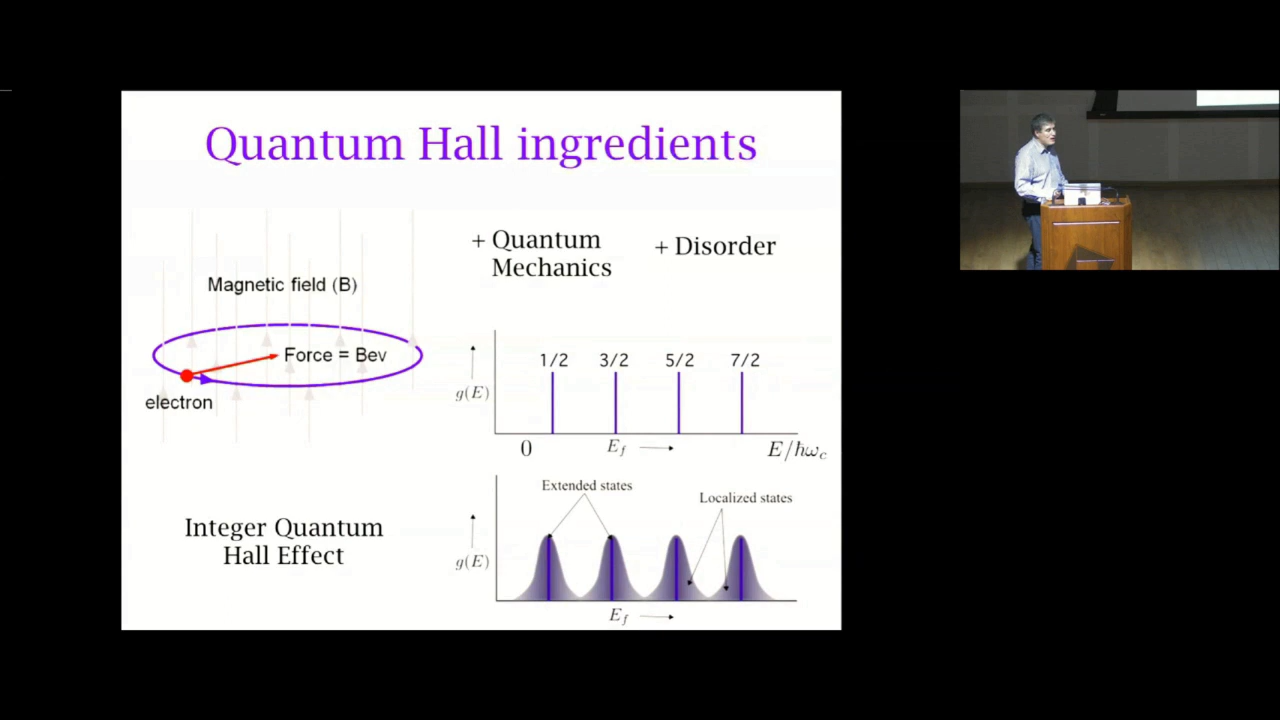 Quantum Hall ingredients
+ Quantum
Mechanics
+ Disorder
Magnetic field (B)
Force = Bev
electron
1/2 3/2 5/2 7/2
g(E)
0 E_f E/ħω_c
Integer Quantum
Hall Effect
Extended states
Localized states
g(E)
E_f